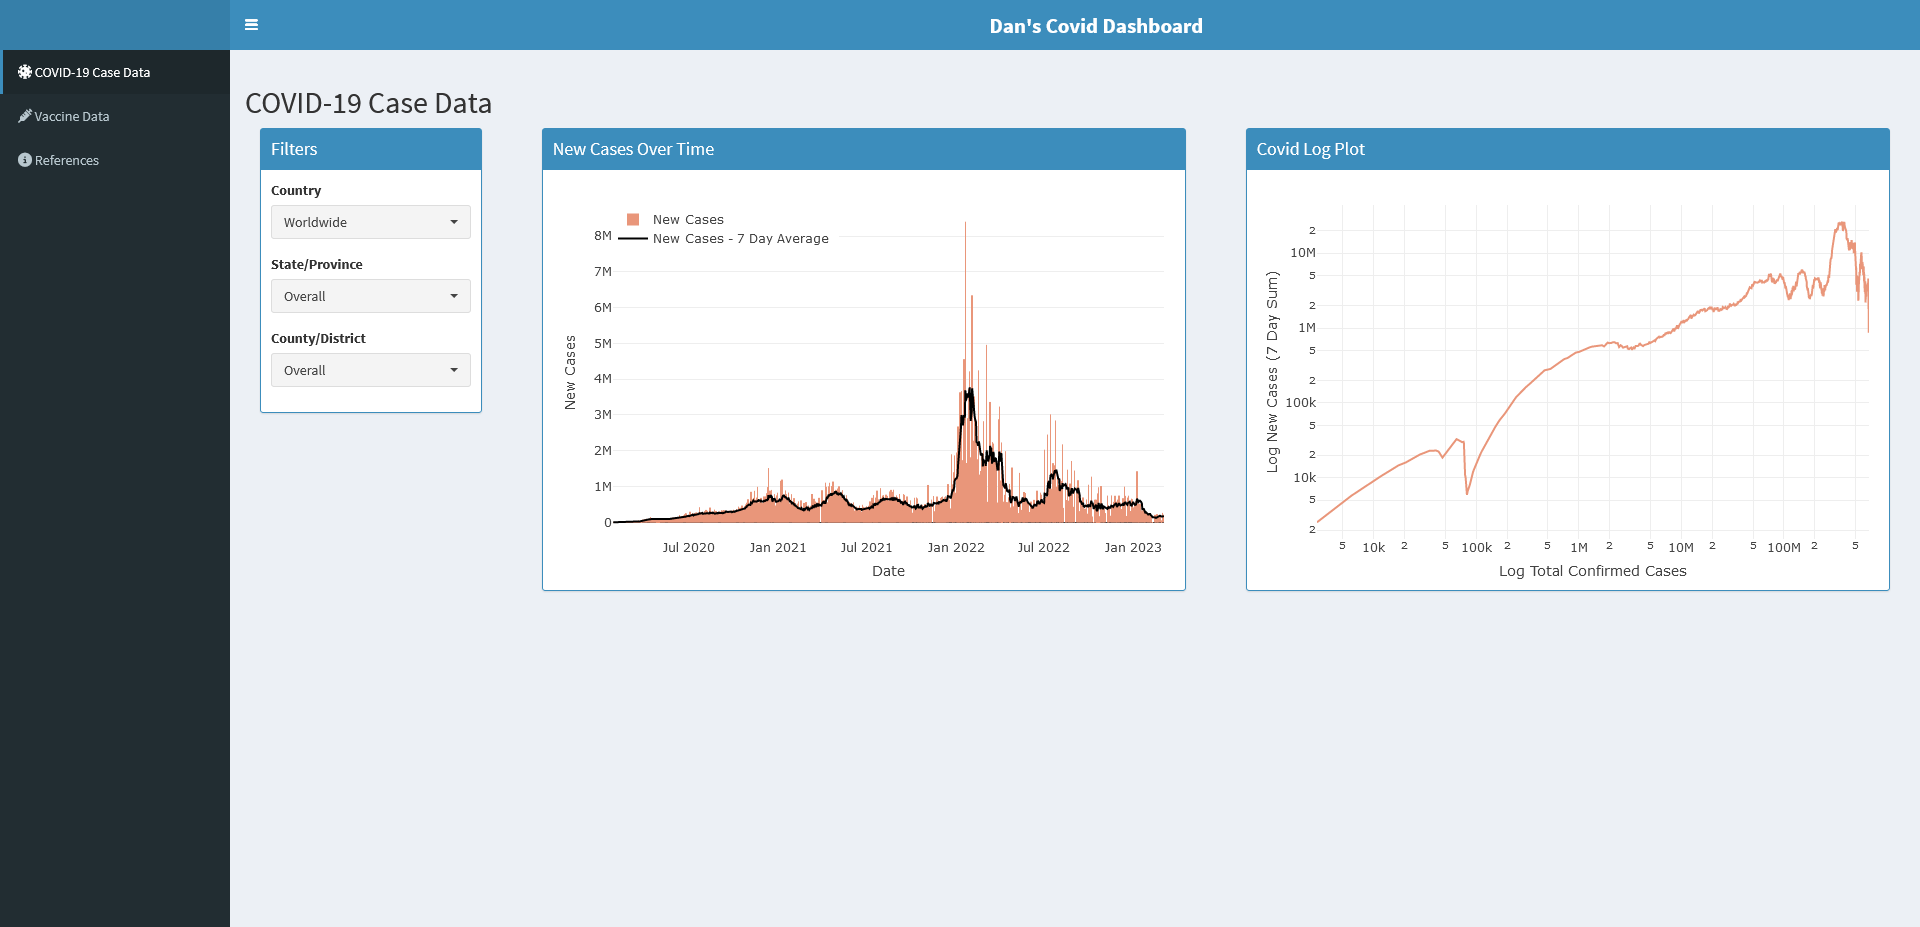 Dan's Covid Dashboard
COVID-19 Case Data
Vaccine Data
References
COVID-19 Case Data
Filters
Country
Worldwide
State/Province
Overall
County/District
Overall
New Cases Over Time
New Cases
New Cases - 7 Day Average
8M
7M
6M
5M
4M
3M
2M
1M
0
New Cases
Jul 2020
Jan 2021
Jul 2021
Jan 2022
Jul 2022
Jan 2023
Date
Covid Log Plot
2
10M
5
2
1M
5
2
100k
5
2
10k
5
2
Log New Cases (7 Day Sum)
5
10k
2
5
100k
2
5
1M
2
5
10M
2
5
100M
2
5
Log Total Confirmed Cases